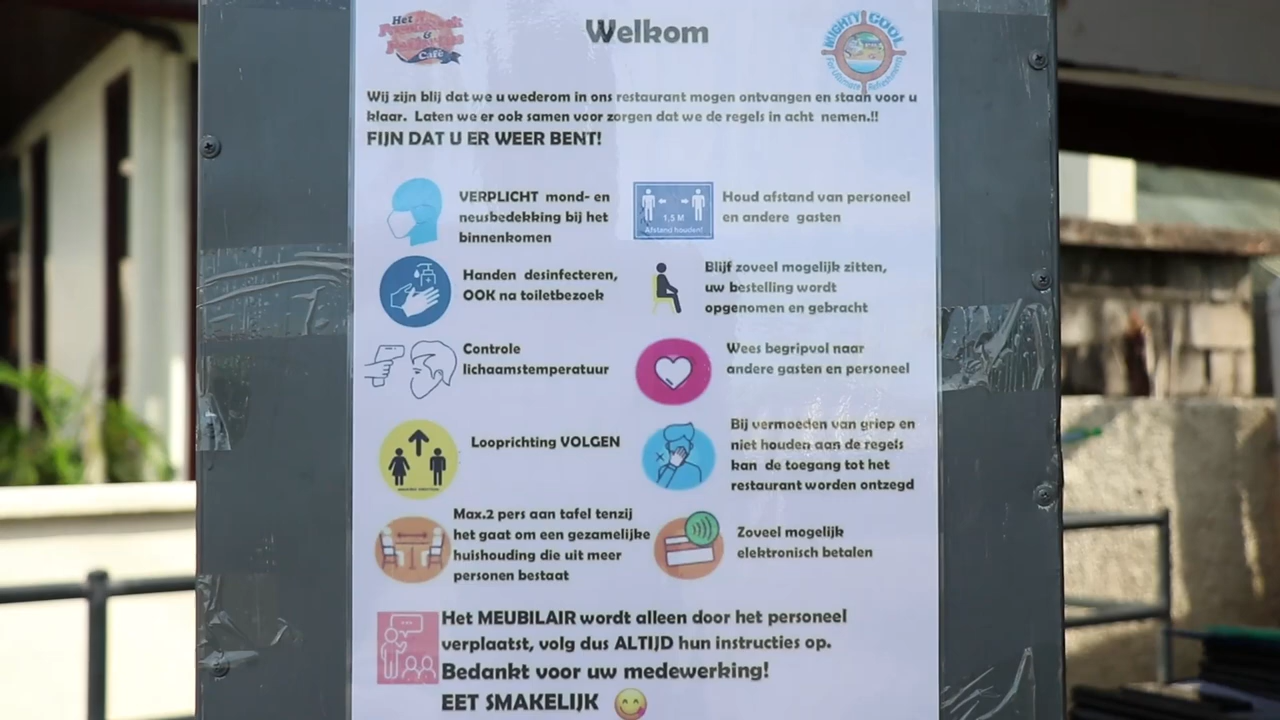 Het
&
Café
Welkom
MIGHTY COOL
For Ultimate Refreshments
Wij zijn blij dat we u wederom in ons restaurant mogen ontvangen en staan voor u
klaar. Laten we er ook samen voor zorgen dat we de regels in acht nemen.!!
FIJN DAT U ER WEER BENT!
VERPLICHT mond- en
neusbedekking bij het
binnenkomen
1,5 M
Afstand houden!
Houd afstand van personeel
en andere gasten
Handen desinfecteren,
OOK na toiletbezoek
Blijf zoveel mogelijk zitten,
uw bestelling wordt
opgenomen en gebracht
Controle
lichaamstemperatuur
Wees begripvol naar
andere gasten en personeel
Looprichting VOLGEN
Bij vermoeden van griep en
niet houden aan de regels
kan de toegang tot het
restaurant worden ontzegd
Max.2 pers aan tafel tenzij
het gaat om een gezamelijke
huishouding die uit meer
personen bestaat
Zoveel mogelijk
elektronisch betalen
Het MEUBILAIR wordt alleen door het personeel
verplaatst, volg dus ALTIJD hun instructies op.
Bedankt voor uw medewerking!
EET SMAKELIJK